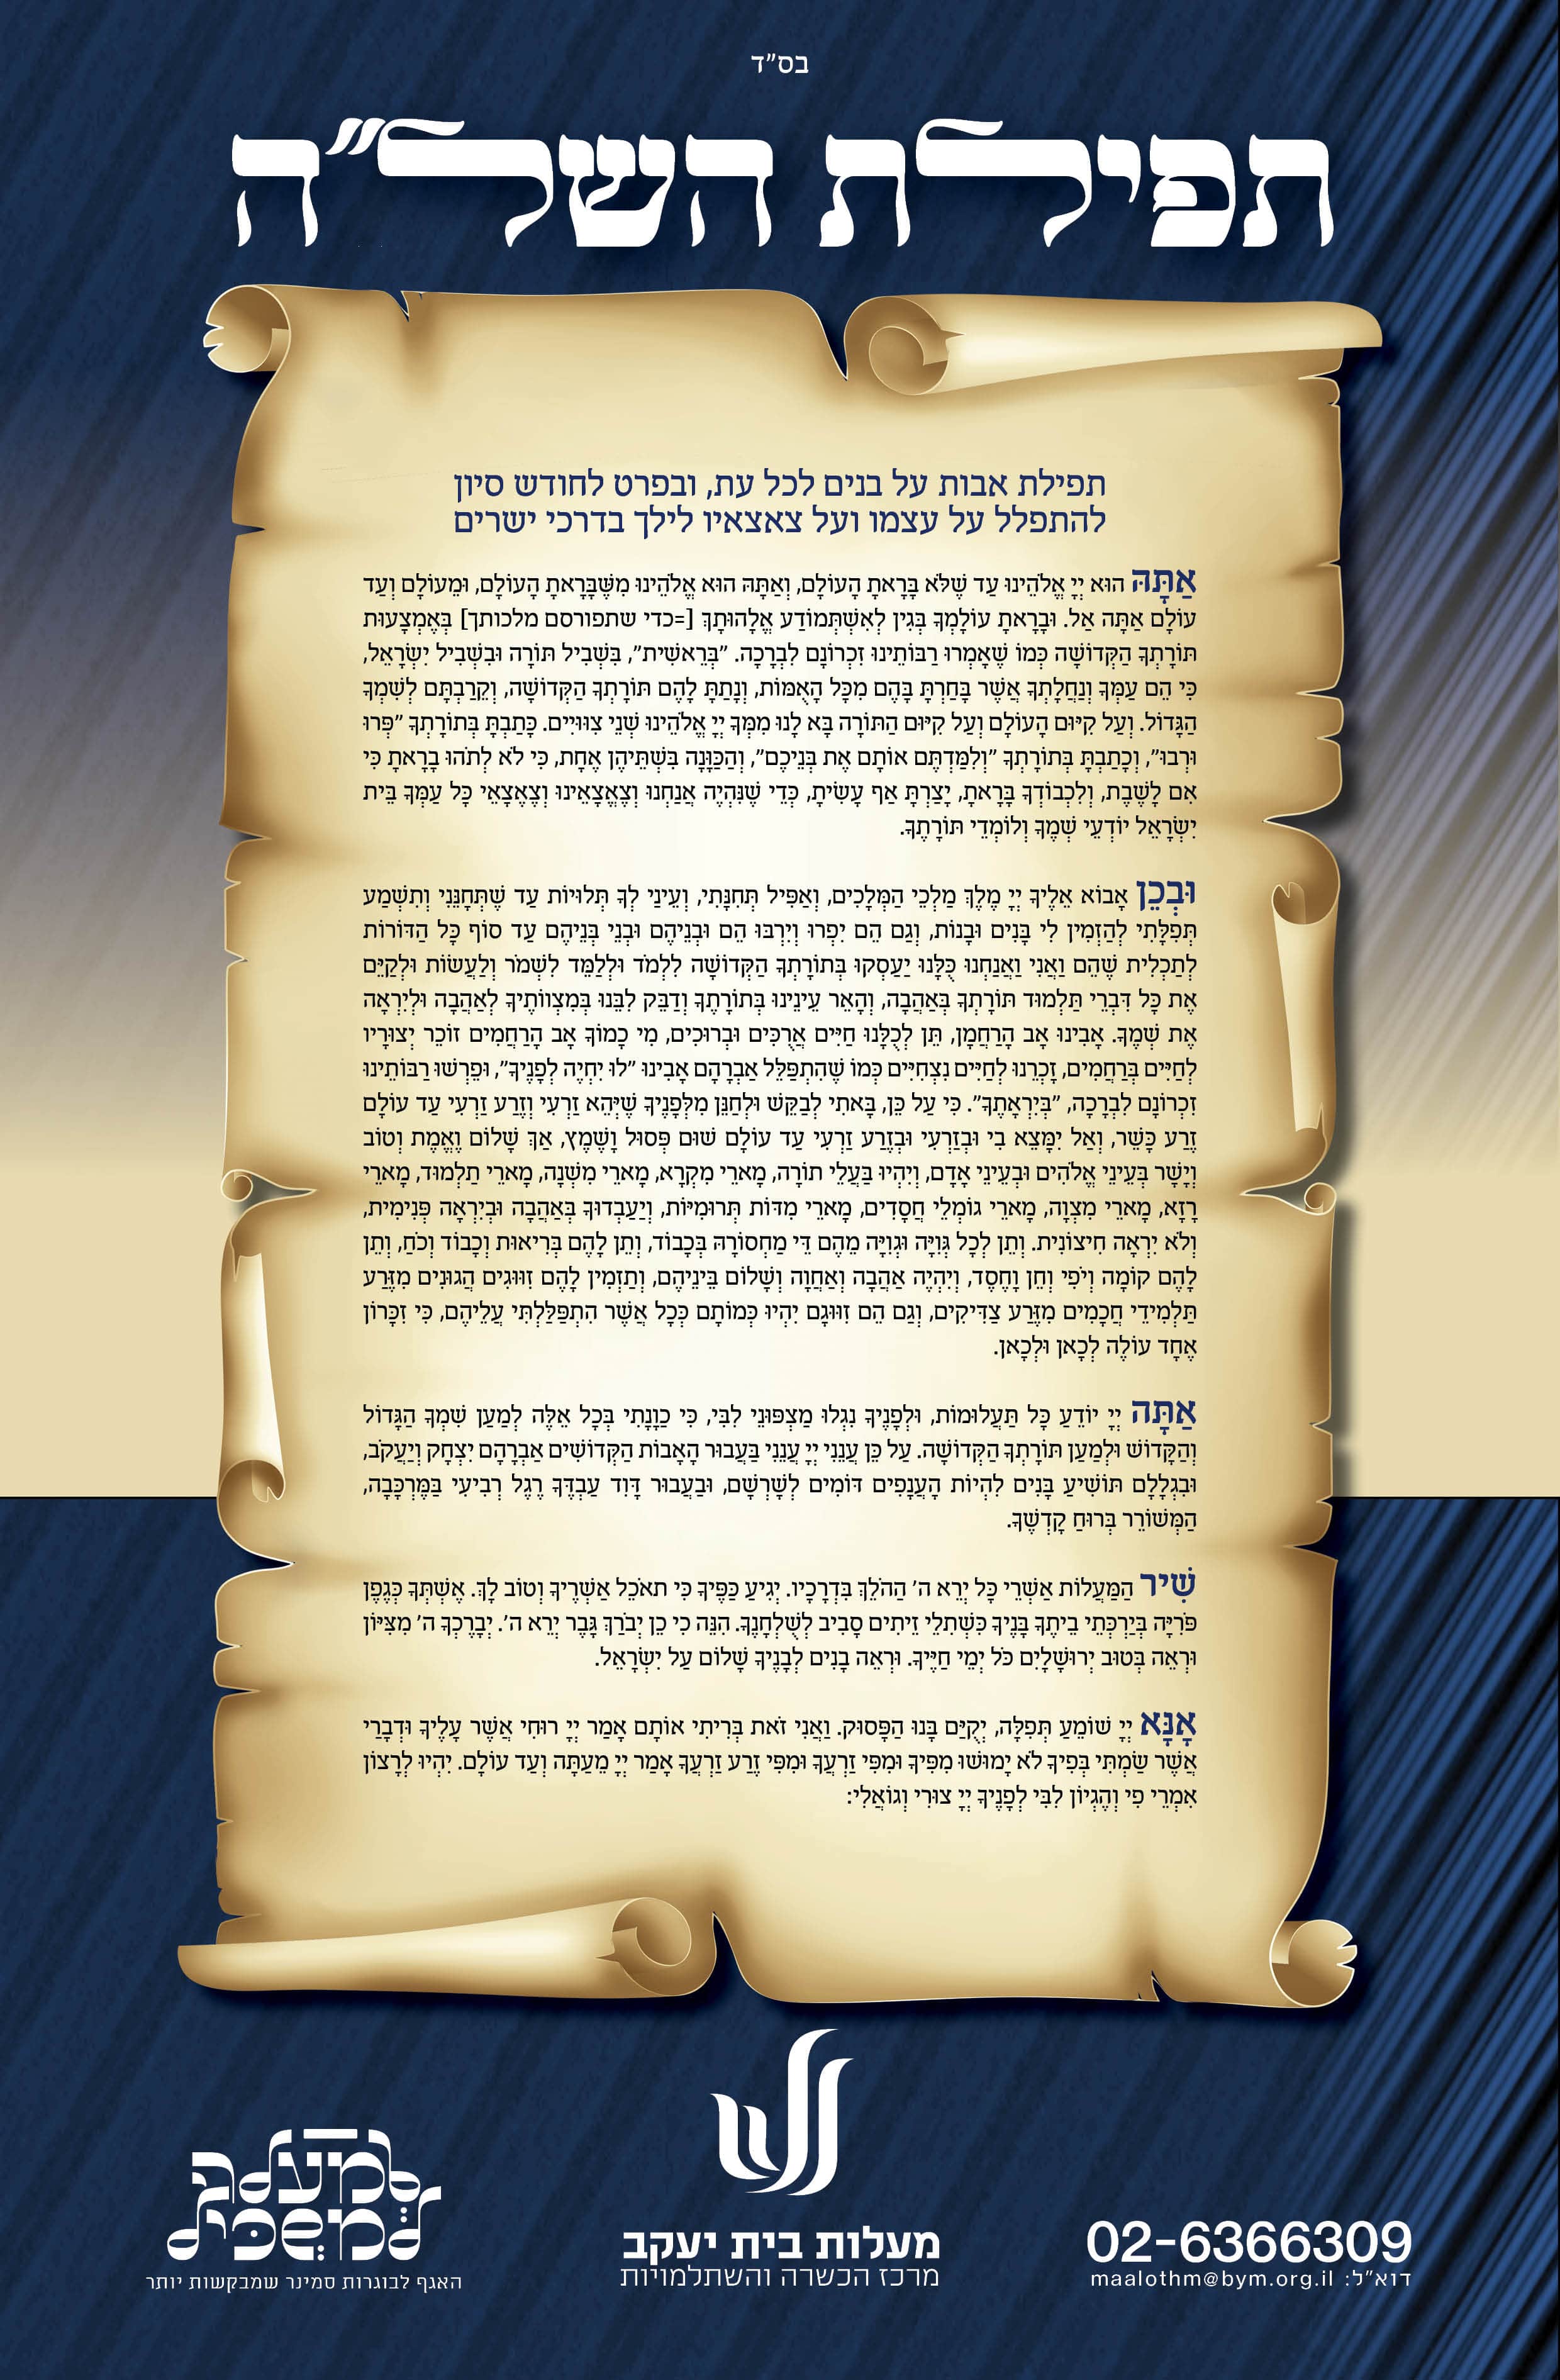 בס"ד
תפילת השל"ה
תפילת אבות על בנים לכל עת, ובפרט לחודש סיון
להתפלל על עצמו ועל צאצאיו לילך בדרכי ישרים
אַתָּה הוּא יְיָ אֱלֹהֵינוּ עַד שֶׁלֹּא בָּרָאתָ הָעוֹלָם, וְאַתָּה הוּא אֱלֹהֵינוּ מִשֶּׁבָּרָאתָ הָעוֹלָם, וּמֵעוֹלָם וְעַד
עוֹלָם אַתָּה אֵל. וּבָרָאתָ עוֹלָמְךָ בְּגִין לְאִשְׁתְּמוֹדַע אֱלָהוּתָךְ [=כדי שתפורסם מלכותך] בְּאֶמְצָעוּת
תּוֹרָתְךָ הַקְּדוֹשָׁה כְּמוֹ שֶׁאָמְרוּ רַבּוֹתֵינוּ זִכְרוֹנָם לִבְרָכָה. "בְּרֵאשִׁית", בִּשְׁבִיל תּוֹרָה וּבִשְׁבִיל יִשְׂרָאֵל,
כִּי הֵם עַמְּךָ וְנַחֲלָתְךָ אֲשֶׁר בָּחַרְתָּ בָּהֶם מִכָּל הָאֻמּוֹת, וְנָתַתָּ לָהֶם תּוֹרָתְךָ הַקְּדוֹשָׁה, וְקֵרַבְתָּם לְשִׁמְךָ
הַגָּדוֹל. וְעַל קִיּוּם הָעוֹלָם וְעַל קִיּוּם הַתּוֹרָה בָּא לָנוּ מִמְּךָ יְיָ אֱלֹהֵינוּ שְׁנֵי צִוּוּיִים. כָּתַבְתָּ בְּתוֹרָתְךָ "פְּרוּ
וּרְבוּ", וְכָתַבְתָּ בְּתוֹרָתְךָ "וְלִמַּדְתֶּם אוֹתָם אֶת בְּנֵיכֶם", וְהַכַּוָּנָה בִּשְׁתֵּיהֶן אֶחָת, כִּי לֹא לְתֹהוּ בָרָאתָ כִּי
אִם לָשֶׁבֶת, וְלִכְבוֹדְךָ בָּרָאתָ, יָצַרְתָּ אַף עָשִׂיתָ, כְּדֵי שֶׁנִּהְיֶה אֲנַחְנוּ וְצֶאֱצָאֵינוּ וְצֶאֱצָאֵי כָּל עַמְּךָ בֵּית
יִשְׂרָאֵל יוֹדְעֵי שְׁמֶךָ וְלוֹמְדֵי תּוֹרָתֶךָ.
וּבְכֵן אָבוֹא אֵלֶיךָ יְיָ מֶלֶךְ מַלְכֵי הַמְּלָכִים, וְאַפִּיל תְּחִנָּתִי, וְעֵינַי לְךָ תְּלוּיוֹת עַד שֶׁתְּחָנֵּנִי וְתִשְׁמַע
תְּפִלָּתִי לְהַזְמִין לִי בָּנִים וּבָנוֹת, וְגַם הֵם יִפְרוּ וְיִרְבּוּ הֵם וּבְנֵיהֶם וּבְנֵי בְּנֵיהֶם עַד סוֹף כָּל הַדּוֹרוֹת
לְתַכְלִית שֶׁהֵם וַאֲנִי וַאֲנַחְנוּ כֻּלָּנוּ יַעַסְקוּ בְּתוֹרָתְךָ הַקְּדוֹשָׁה לִלְמֹד וּלְלַמֵּד לִשְׁמֹר וְלַעֲשׂוֹת וּלְקַיֵּם
אֶת כָּל דִּבְרֵי תַּלְמוּד תּוֹרָתְךָ בְּאַהֲבָה, וְהָאֵר עֵינֵינוּ בְּתוֹרָתֶךָ וְדַבֵּק לִבֵּנוּ בְּמִצְווֹתֶיךָ לְאַהֲבָה וּלְיִרְאָה
אֶת שְׁמֶךָ. אָבִינוּ אָב הָרַחֲמָן, תֵּן לְכֻלָּנוּ חַיִּים אֲרֻכִּים וּבְרוּכִים, מִי כָמוֹךָ אָב הָרַחֲמִים זוֹכֵר יְצוּרָיו
לְחַיִּים בְּרַחֲמִים, זָכְרֵנוּ לְחַיִּים נִצְחִיִּים כְּמוֹ שֶׁהִתְפַּלֵּל אַבְרָהָם אָבִינוּ "לוּ יִחְיֶה לְפָנֶיךָ", וּפֵרְשׁוּ רַבּוֹתֵינוּ
זִכְרוֹנָם לִבְרָכָה, "בְּיִרְאָתֶךָ". כִּי עַל כֵּן, בָּאתִי לְבַקֵּשׁ וּלְחַנֵּן מִלְּפָנֶיךָ שֶׁיְּהֵא זַרְעִי וְזֶרַע זַרְעִי עַד עוֹלָם
זֶרַע כָּשֵׁר, וְאַל יִמָּצֵא בִי וּבְזַרְעִי וּבְזֶרַע זַרְעִי עַד עוֹלָם שׁוּם פְּסוּל וָשֶׁמֶץ, אַךְ שָׁלוֹם וֶאֱמֶת וְטוֹב
וְיָשָׁר בְּעֵינֵי אֱלֹהִים וּבְעֵינֵי אָדָם, וְיִהְיוּ בַּעֲלֵי תוֹרָה, מָארֵי מִקְרָא, מָארֵי מִשְׁנָה, מָארֵי תַלְמוּד, מָארֵי
רָזָא, מָארֵי מִצְוָה, מָארֵי גוֹמְלֵי חֲסָדִים, מָארֵי מִדּוֹת תְּרוּמִיּוֹת, וְיַעַבְדוּךָ בְּאַהֲבָה וּבְיִרְאָה פְּנִימִית,
וְלֹא יִרְאָה חִיצוֹנִית. וְתֵן לְכָל גְּוִיָּה וּגְוִיָּה מֵהֶם דֵּי מַחְסוֹרָהּ בְּכָבוֹד, וְתֵן לָהֶם בְּרִיאוּת וְכָבוֹד וְכֹחַ, וְתֵן
לָהֶם קוֹמָה וְיֹפִי וְחֵן וָחֶסֶד, וְיִהְיֶה אַהֲבָה וְאַחֲוָה וְשָׁלוֹם בֵּינֵיהֶם, וְתַזְמִין לָהֶם זִוּוּגִים הֲגוּנִים מִזֶּרַע
תַּלְמִידֵי חֲכָמִים מִזֶּרַע צַדִּיקִים, וְגַם הֵם זִוּוּגָם יִהְיוּ כְּמוֹתָם כְּכָל אֲשֶׁר הִתְפַּלַּלְתִּי עֲלֵיהֶם, כִּי זִכָּרוֹן
אֶחָד עוֹלֶה לְכָאן וּלְכָאן.
אַתָּה יְיָ יוֹדֵעַ כָּל תַּעֲלוּמוֹת, וּלְפָנֶיךָ נִגְלוּ מַצְפּוּנֵי לִבִּי, כִּי כַוָנָתִי בְּכָל אֵלֶּה לְמַעַן שִׁמְךָ הַגָּדוֹל
וְהַקָּדוֹשׁ וּלְמַעַן תּוֹרָתְךָ הַקְּדוֹשָׁה. עַל כֵּן עֲנֵנִי יְיָ עֲנֵנִי בַּעֲבוּר הָאָבוֹת הַקְּדוֹשִׁים אַבְרָהָם יִצְחָק וְיַעֲקֹב,
וּבִגְלָלָם תּוֹשִׁיעַ בָּנִים לִהְיוֹת הָעֲנָפִים דּוֹמִים לְשָׁרְשָׁם, וּבַעֲבוּר דָּוִד עַבְדֶּךָ רֶגֶל רְבִיעִי בַּמֶּרְכָּבָה,
הַמְּשׁוֹרֵר בְּרוּחַ קָדְשֶׁךָ.
שִׁיר הַמַּעֲלוֹת אַשְׁרֵי כָּל יְרֵא ה' הַהֹלֵךְ בִּדְרָכָיו. יְגִיעַ כַּפֶּיךָ כִּי תֹאכֵל אַשְׁרֶיךָ וְטוֹב לָךְ. אֶשְׁתְּךָ כְּגֶפֶן
פֹּרִיָּה בְּיַרְכְּתֵי בֵיתֶךָ בָּנֶיךָ כִּשְׁתִלֵי זֵיתִים סָבִיב לְשֻׁלְחָנֶךָ. הִנֵּה כִי כֵן יְבֹרַךְ גָּבֶר יְרֵא ה'. יְבָרֶכְךָ ה' מִצִּיּוֹן
וּרְאֵה בְּטוּב יְרוּשָׁלָיִם כֹּל יְמֵי חַיֶּיךָ. וּרְאֵה בָנִים לְבָנֶיךָ שָׁלוֹם עַל יִשְׂרָאֵל.
אָנָּא יְיָ שׁוֹמֵעַ תְּפִלָּה, יְקֻיַּם בָּנוּ הַפָּסוּק. וַאֲנִי זֹאת בְּרִיתִי אוֹתָם אָמַר יְיָ רוּחִי אֲשֶׁר עָלֶיךָ וּדְבָרַי
אֲשֶׁר שַׂמְתִּי בְּפִיךָ לֹא יָמוּשׁוּ מִפִּיךָ וּמִפִּי זַרְעֲךָ וּמִפִּי זֶרַע זַרְעֲךָ אָמַר יְיָ מֵעַתָּה וְעַד עוֹלָם. יִהְיוּ לְרָצוֹן
אִמְרֵי פִי וְהֶגְיוֹן לִבִּי לְפָנֶיךָ יְיָ צוּרִי וְגוֹאֲלִי:
02-6366309
דוא"ל: maalothm@bym.org.il
מעלות בית יעקב
מרכז הכשרה והשתלמויות
למעלה
למשכיל
האגף לבוגרות סמינר שמבקשות יותר